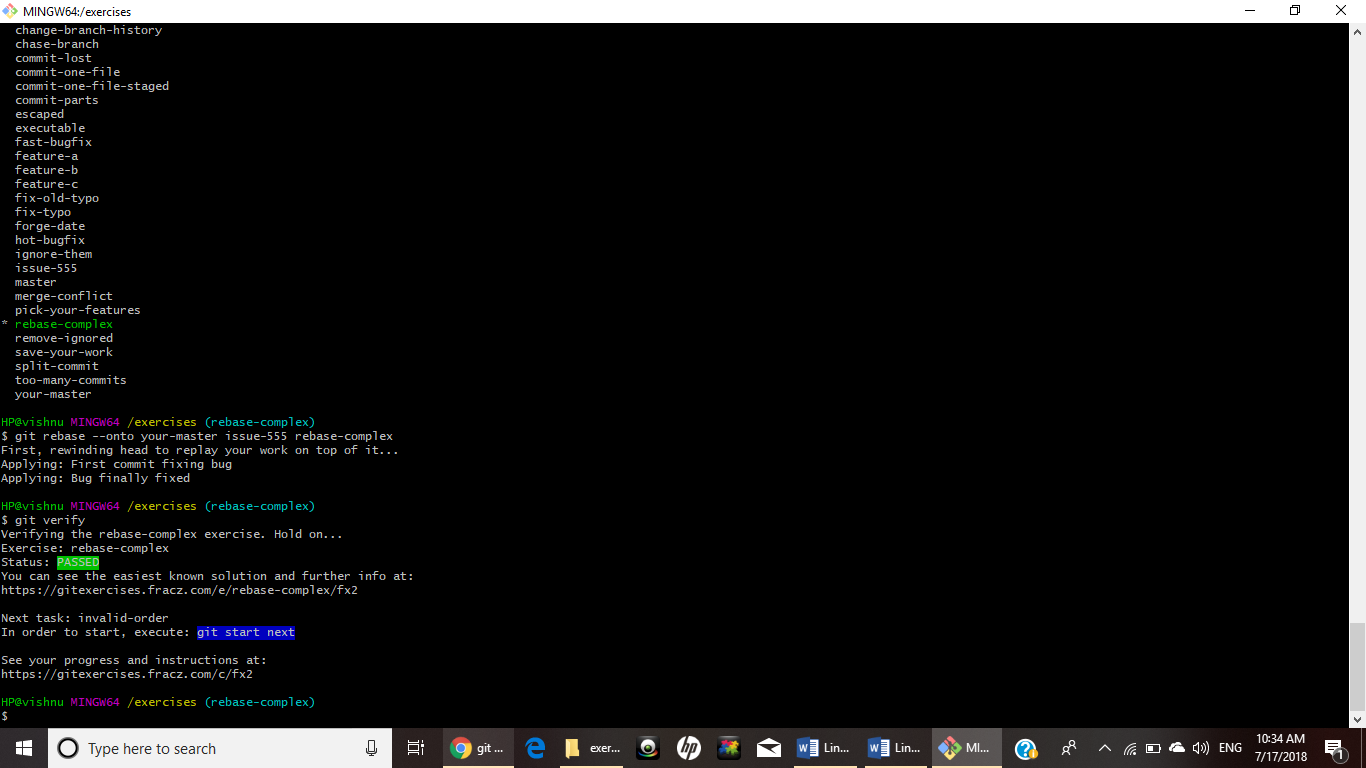 MINGW64:/exercises
change-branch-history
chase-branch
commit-lost
commit-one-file
commit-one-file-staged
commit-parts
escaped
executable
fast-bugfix
feature-a
feature-b
feature-c
fix-old-typo
fix-typo
forge-date
hot-bugfix
ignore-them
issue-555
master
merge-conflict
pick-your-features
* rebase-complex
remove-ignored
save-your-work
split-commit
too-many-commits
your-master
HP@vishnu MINGW64 /exercises (rebase-complex)
$ git rebase --onto your-master issue-555 rebase-complex
First, rewinding head to replay your work on top of it...
Applying: First commit fixing bug
Applying: Bug finally fixed
HP@vishnu MINGW64 /exercises (rebase-complex)
$ git verify
Verifying the rebase-complex exercise. Hold on...
Exercise: rebase-complex
Status: PASSED
You can see the easiest known solution and further info at:
https://gitexercises.fracz.com/e/rebase-complex/fx2
Next task: invalid-order
In order to start, execute: git start next
See your progress and instructions at:
https://gitexercises.fracz.com/c/fx2
HP@vishnu MINGW64 /exercises (rebase-complex)
$
Type here to search
git ...
exer...
hp
Lin...
Lin...
MI...
ENG
10:34 AM
7/17/2018
1